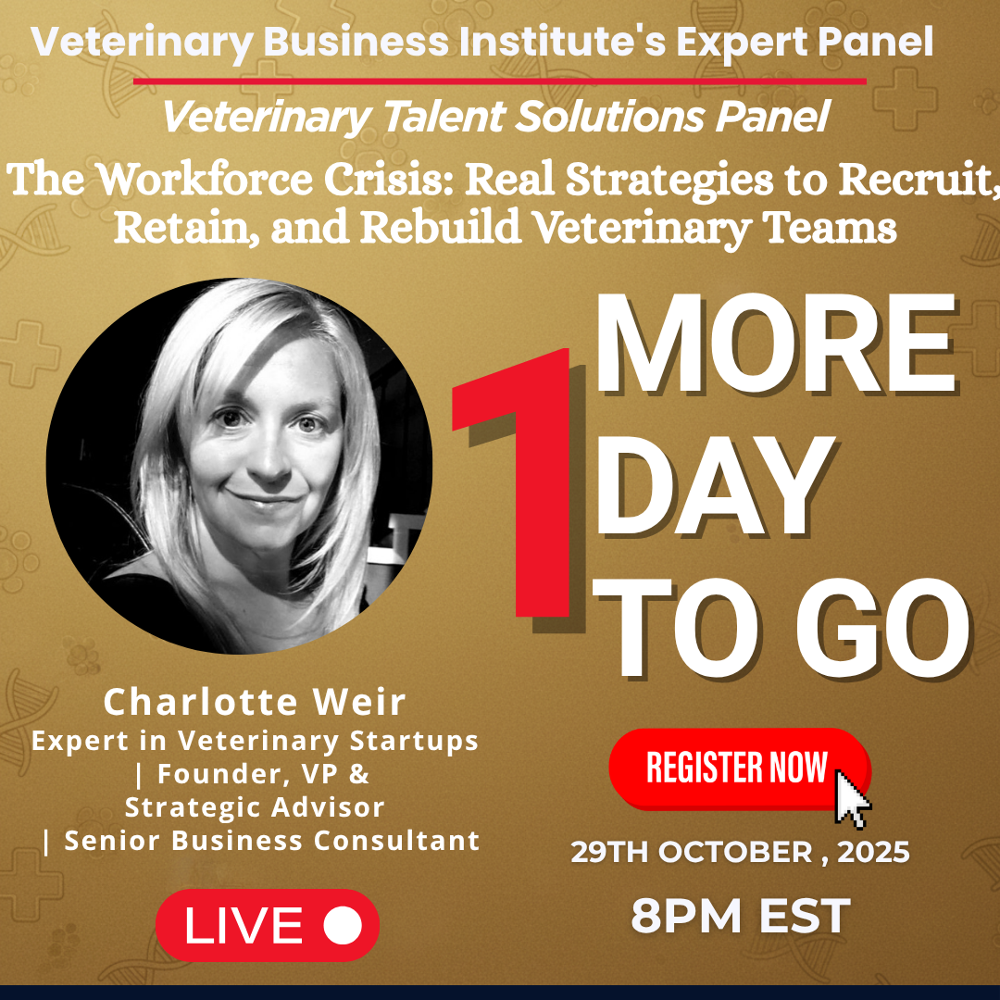 Veterinary Business Institute's Expert Panel
Veterinary Talent Solutions Panel
The Workforce Crisis: Real Strategies to Recruit,
Retain, and Rebuild Veterinary Teams
1
MORE
DAY
TO GO
Charlotte Weir
Expert in Veterinary Startups
| Founder, VP &
Strategic Advisor
| Senior Business Consultant
LIVE
REGISTER NOW
29TH OCTOBER , 2025
8PM EST